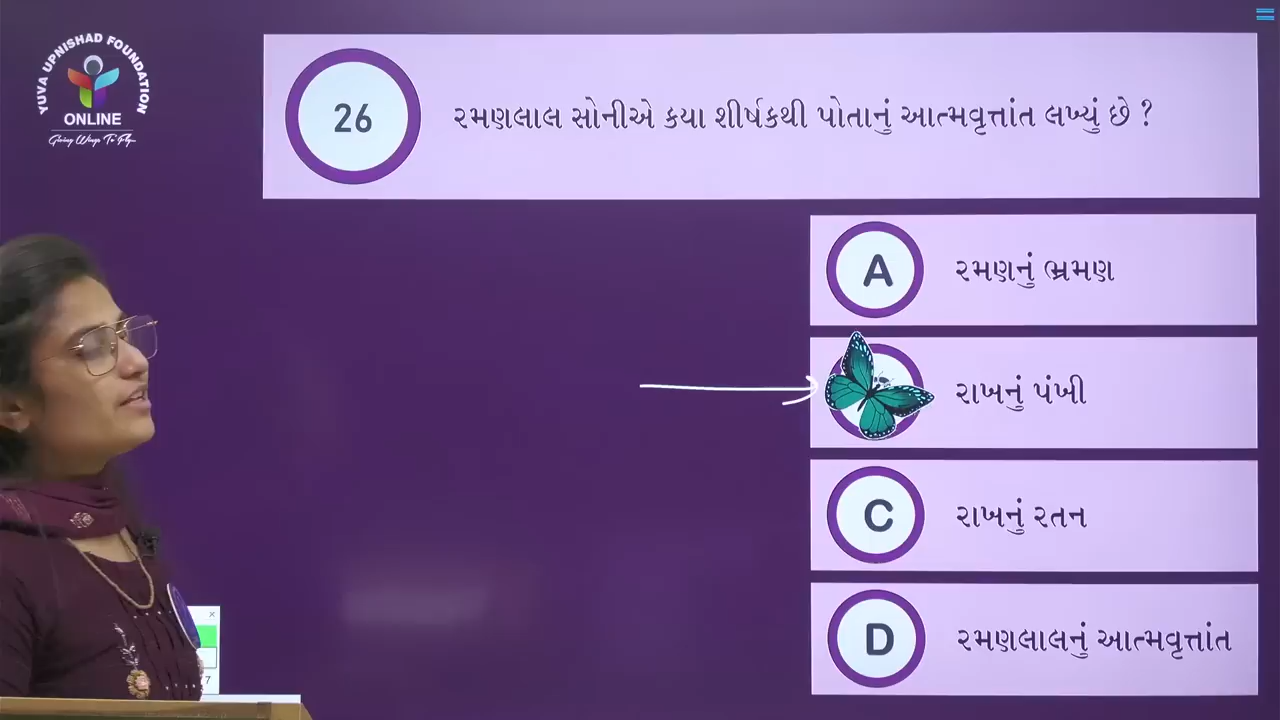 YUVA UPNISHAD FOUNDATION
ONLINE
Giving Wings To Fly
26
રમણલાલ સોનીએ કયા શીર્ષકથી પોતાનું આત્મવૃત્તાંત લખ્યું છે ?
A
રમણનું ભ્રમણ
રાખનું પંખી
C
રાખનું રતન
D
રમણલાલનું આત્મવૃત્તાંત
7